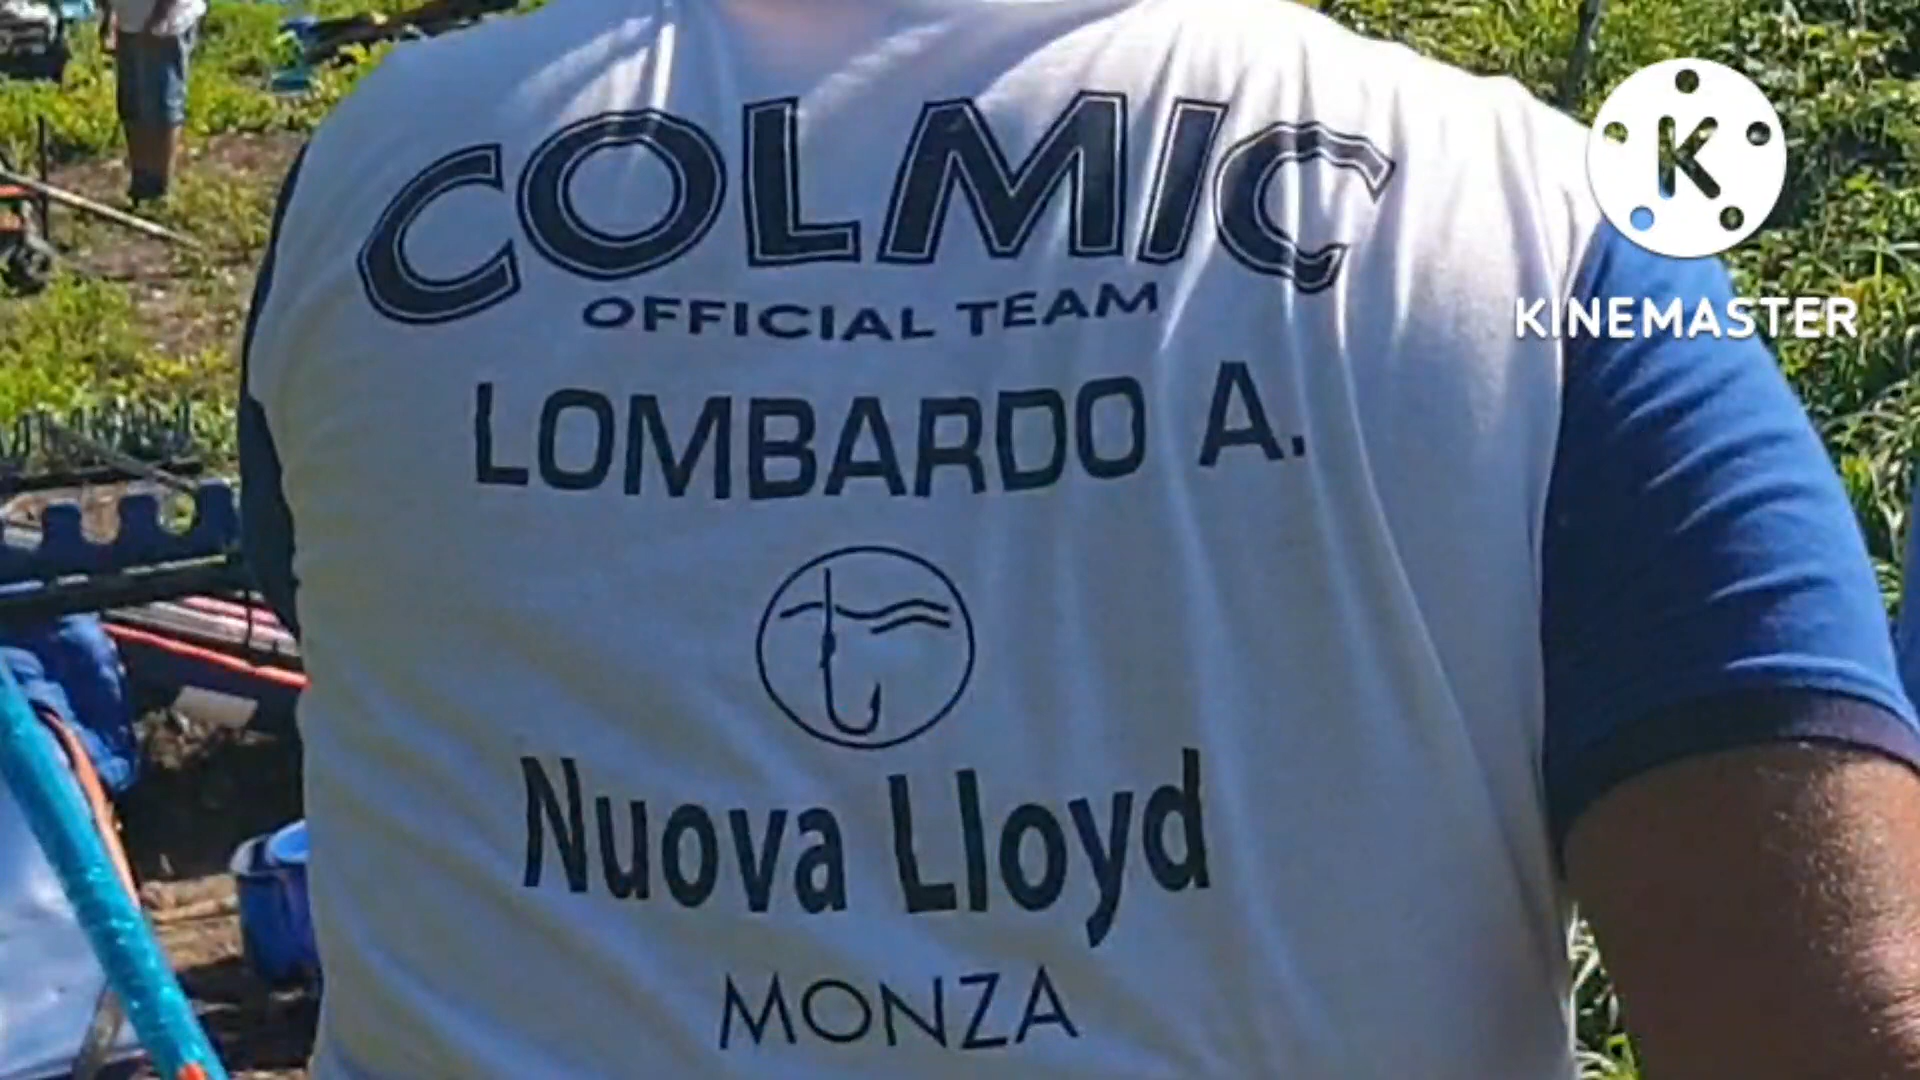 COLMIC
OFFICIAL TEAM
LOMBARDO A.
Nuova Lloyd
MONZA
K
KINEMASTER